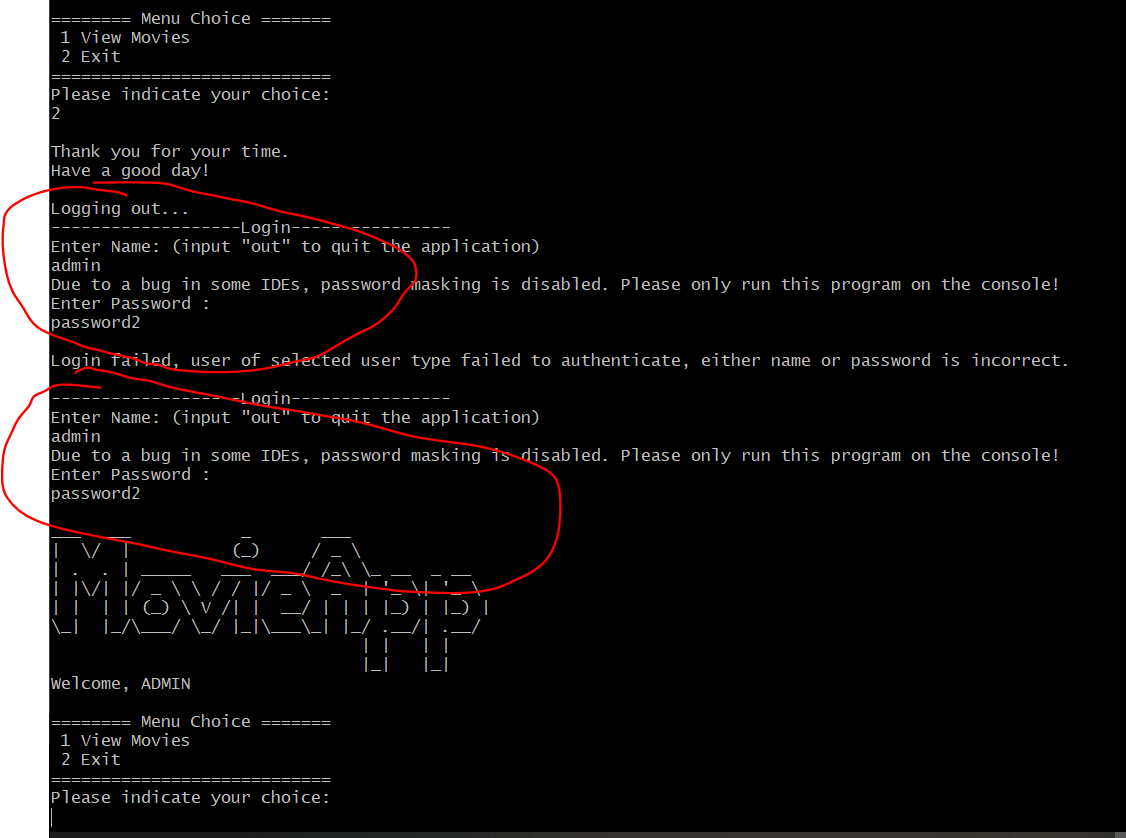 ======== Menu Choice =======
1 View Movies
2 Exit
============================
Please indicate your choice:
2
Thank you for your time.
Have a good day!
Logging out...
-------------------Login----------------
Enter Name: (input "out" to quit the application)
admin
Due to a bug in some IDEs, password masking is disabled. Please only run this program on the console!
Enter Password :
password2
Login failed, user of selected user type failed to authenticate, either name or password is incorrect.
-------------------Login----------------
Enter Name: (input "out" to quit the application)
admin
Due to a bug in some IDEs, password masking is disabled. Please only run this program on the console!
Enter Password :
password2
MovieApp
Welcome, ADMIN
======== Menu Choice =======
1 View Movies
2 Exit
============================
Please indicate your choice: